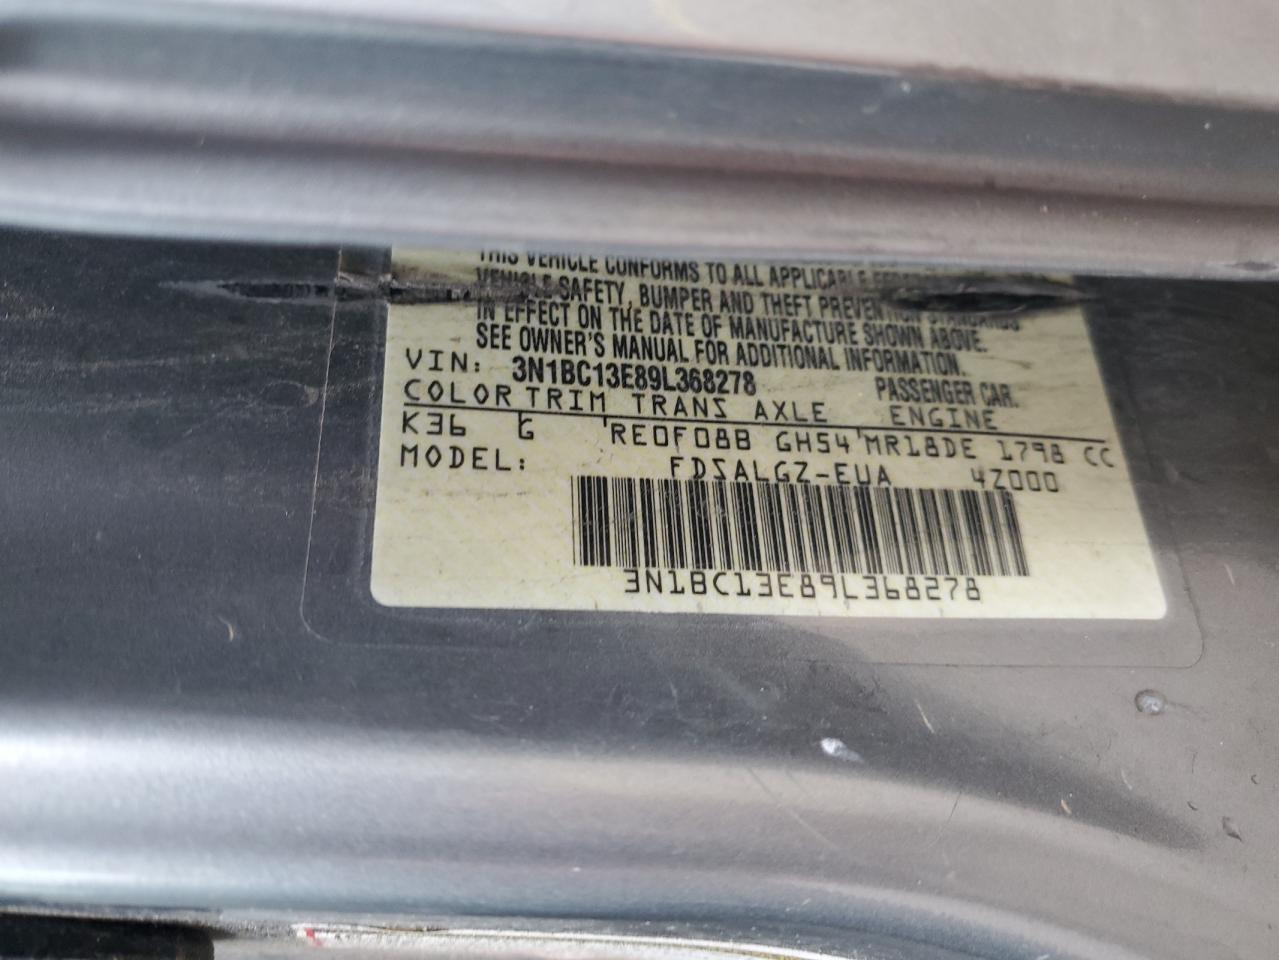 THIS VEHICLE CONFORMS TO ALL APPLICABLE
VEHICLE SAFETY, BUMPER AND THEFT PREVENTION STANDARDS
IN EFFECT ON THE DATE OF MANUFACTURE SHOWN ABOVE.
SEE OWNER'S MANUAL FOR ADDITIONAL INFORMATION.
VIN: 3N1BC13E89L368278 PASSENGER CAR.
COLOR TRIM TRANS AXLE ENGINE
K36 G RE0F08B GH54 MR18DE 1798 CC
MODEL: FDSALGZ-EUA 4Z000
3N1BC13E89L368278